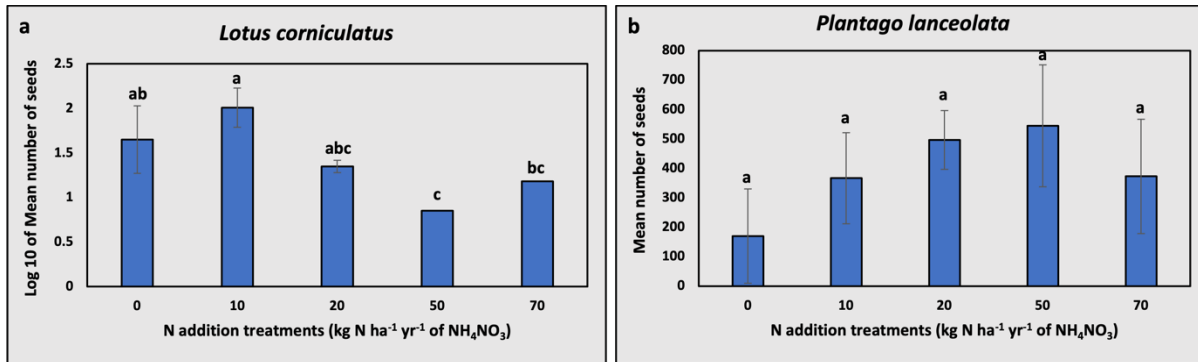 a
Lotus corniculatus
Log 10 of Mean number of seeds
2.5
2
1.5
1
0.5
0
ab
a
abc
c
bc
0 10 20 50 70
N addition treatments (kg N ha⁻¹ yr⁻¹ of NH₄NO₃)
b
Plantago lanceolata
Mean number of seeds
800
700
600
500
400
300
200
100
0
a
a
a
a
a
0 10 20 50 70
N addition treatments (kg N ha⁻¹ yr⁻¹ of NH₄NO₃)